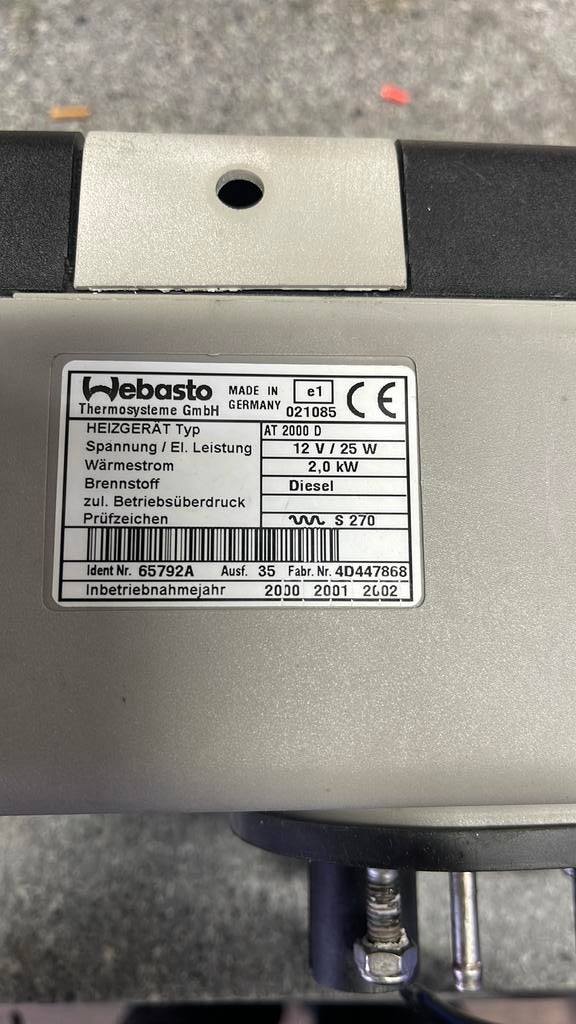 Webasto MADE IN e1 CE
Thermosysteme GmbH GERMANY 021085
HEIZGERÄT Typ AT 2000 D
Spannung / El. Leistung 12 V / 25 W
Wärmestrom 2,0 kW
Brennstoff Diesel
zul. Betriebsüberdruck
Prüfzeichen S 270
Ident Nr. 65792A Ausf. 35 Fabr. Nr. 4D447868
Inbetriebnahmejahr 2000 2001 2002